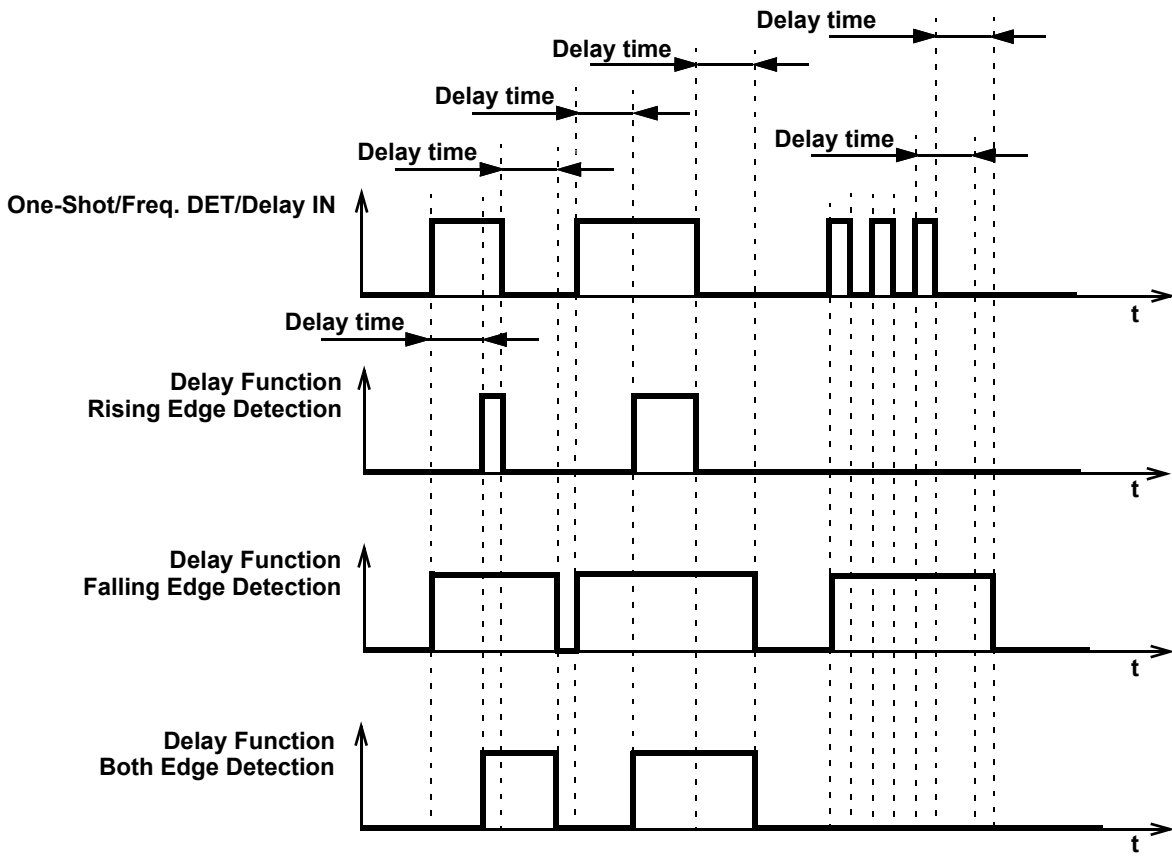 Delay time
Delay time
Delay time
Delay time
Delay time
One-Shot/Freq. DET/Delay IN
t
Delay time
Delay Function
Rising Edge Detection
t
Delay Function
Falling Edge Detection
t
Delay Function
Both Edge Detection
t